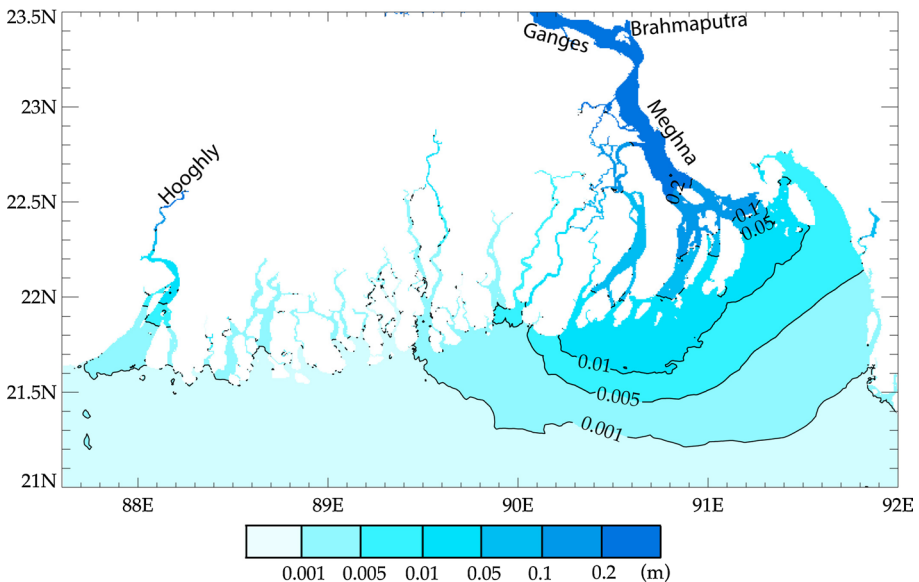 23.5N
Brahmaputra
Ganges
23N
Meghna
Hooghly
22.5N
0.2
0.1
0.05
22N
0.01
21.5N
0.005
0.001
21N
88E 89E 90E 91E 92E
0.001 0.005 0.01 0.05 0.1 0.2 (m)